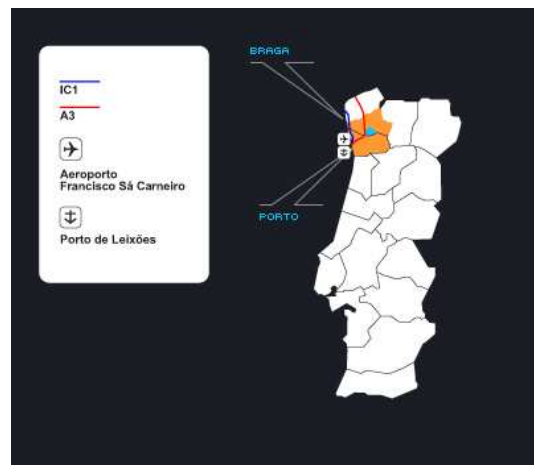 BRAGA
IC1
A3
Aeroporto
Francisco Sá Carneiro
PORTO
Porto de Leixões